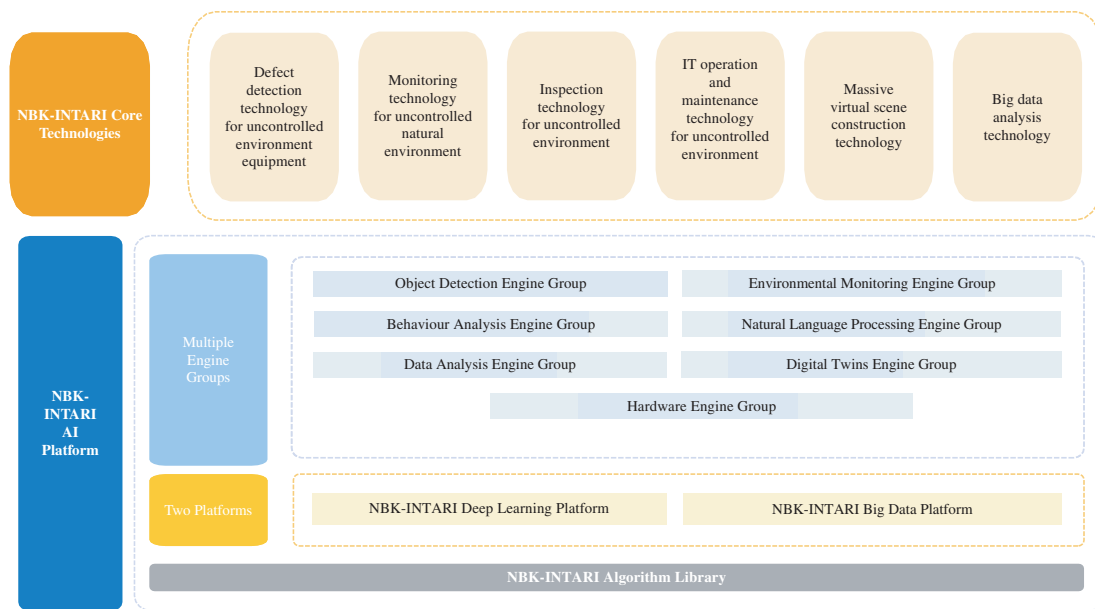 NBK-INTARI Core
Technologies
Defect
detection
technology
for uncontrolled
environment
equipment
Monitoring
technology
for uncontrolled
natural
environment
Inspection
technology
for uncontrolled
environment
IT operation
and
maintenance
technology
for uncontrolled
environment
Massive
virtual scene
construction
technology
Big data
analysis
technology
NBK-
INTARI
AI
Platform
Multiple
Engine
Groups
Object Detection Engine Group
Environmental Monitoring Engine Group
Behaviour Analysis Engine Group
Natural Language Processing Engine Group
Data Analysis Engine Group
Digital Twins Engine Group
Hardware Engine Group
Two Platforms
NBK-INTARI Deep Learning Platform
NBK-INTARI Big Data Platform
NBK-INTARI Algorithm Library